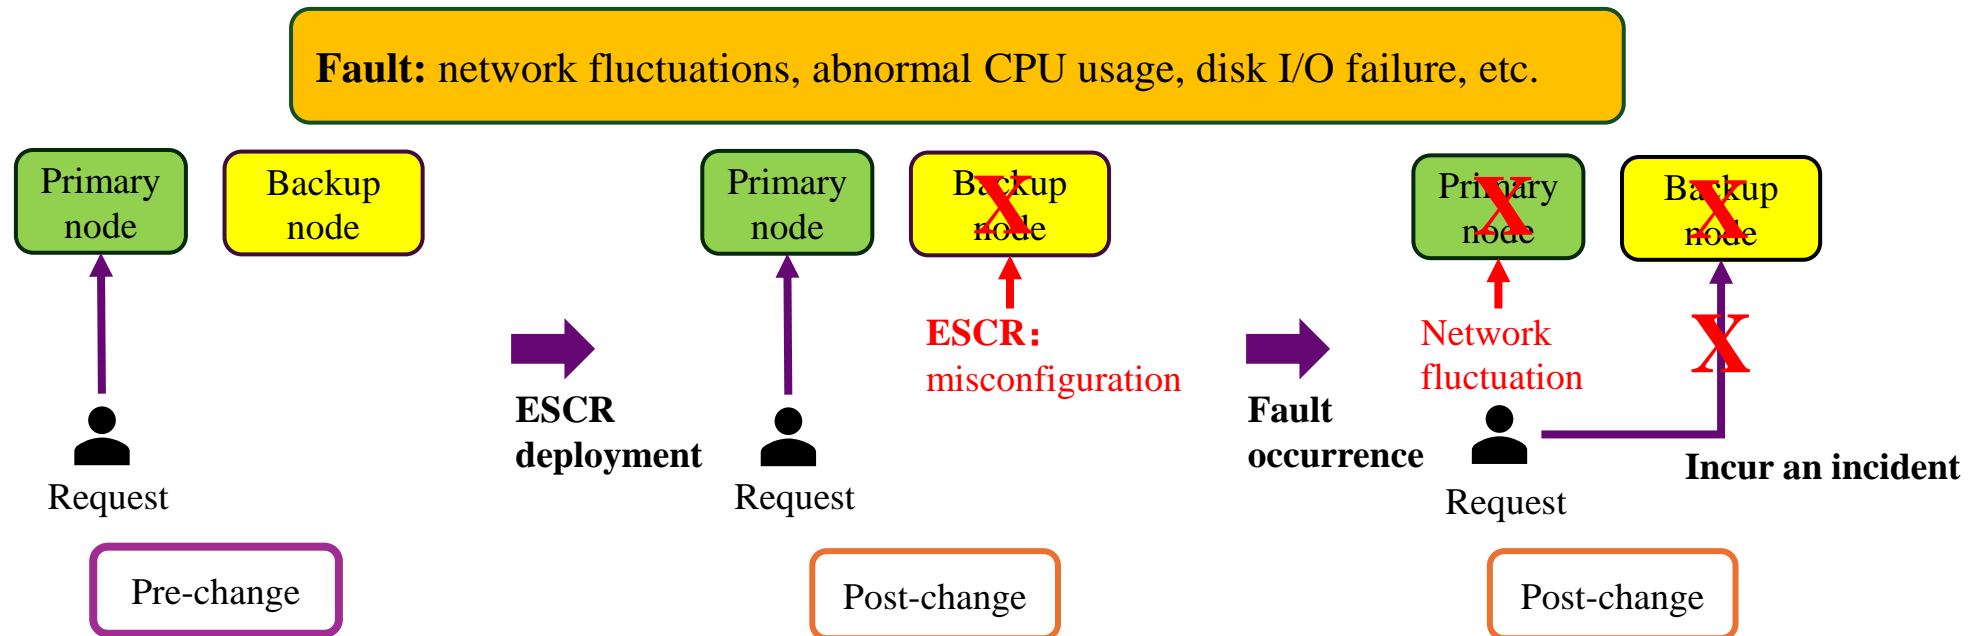 Fault: network fluctuations, abnormal CPU usage, disk I/O failure, etc.
Primary
node
Backup
node
Request
Pre-change
ESCR
deployment
Primary
node
Backup
node
X
ESCR：
misconfiguration
Request
Post-change
Fault
occurrence
Primary
node
X
Backup
node
X
Network
fluctuation
X
Request
Incur an incident
Post-change